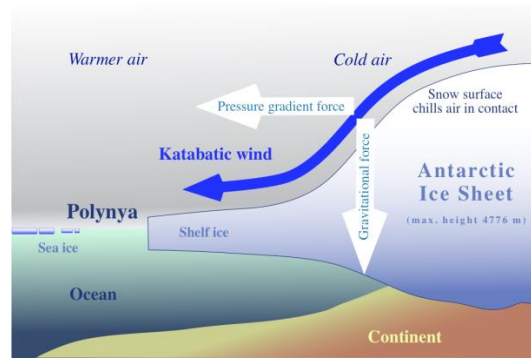 Warmer air
Cold air
Snow surface
chills air in contact
Pressure gradient force
Katabatic wind
Gravitational force
Antarctic
Ice Sheet
(max. height 4776 m)
Polynya
Shelf ice
Sea ice
Ocean
Continent